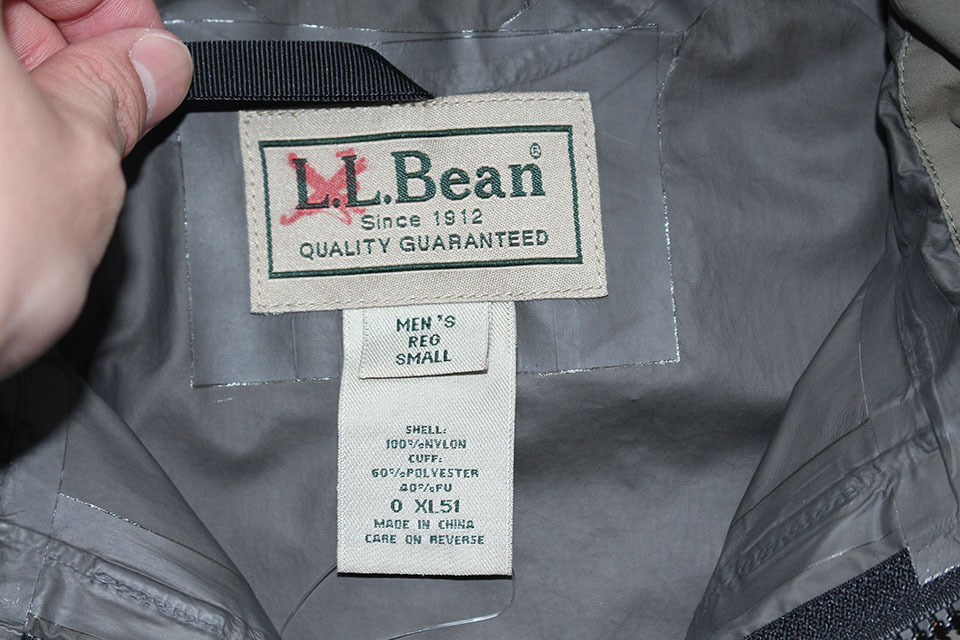 L.L.Bean®
Since 1912
QUALITY GUARANTEED
MEN'S
REG
SMALL
SHELL:
100%NYLON
CUFF:
60%POLYESTER
40%PU
0 XL51
MADE IN CHINA
CARE ON REVERSE